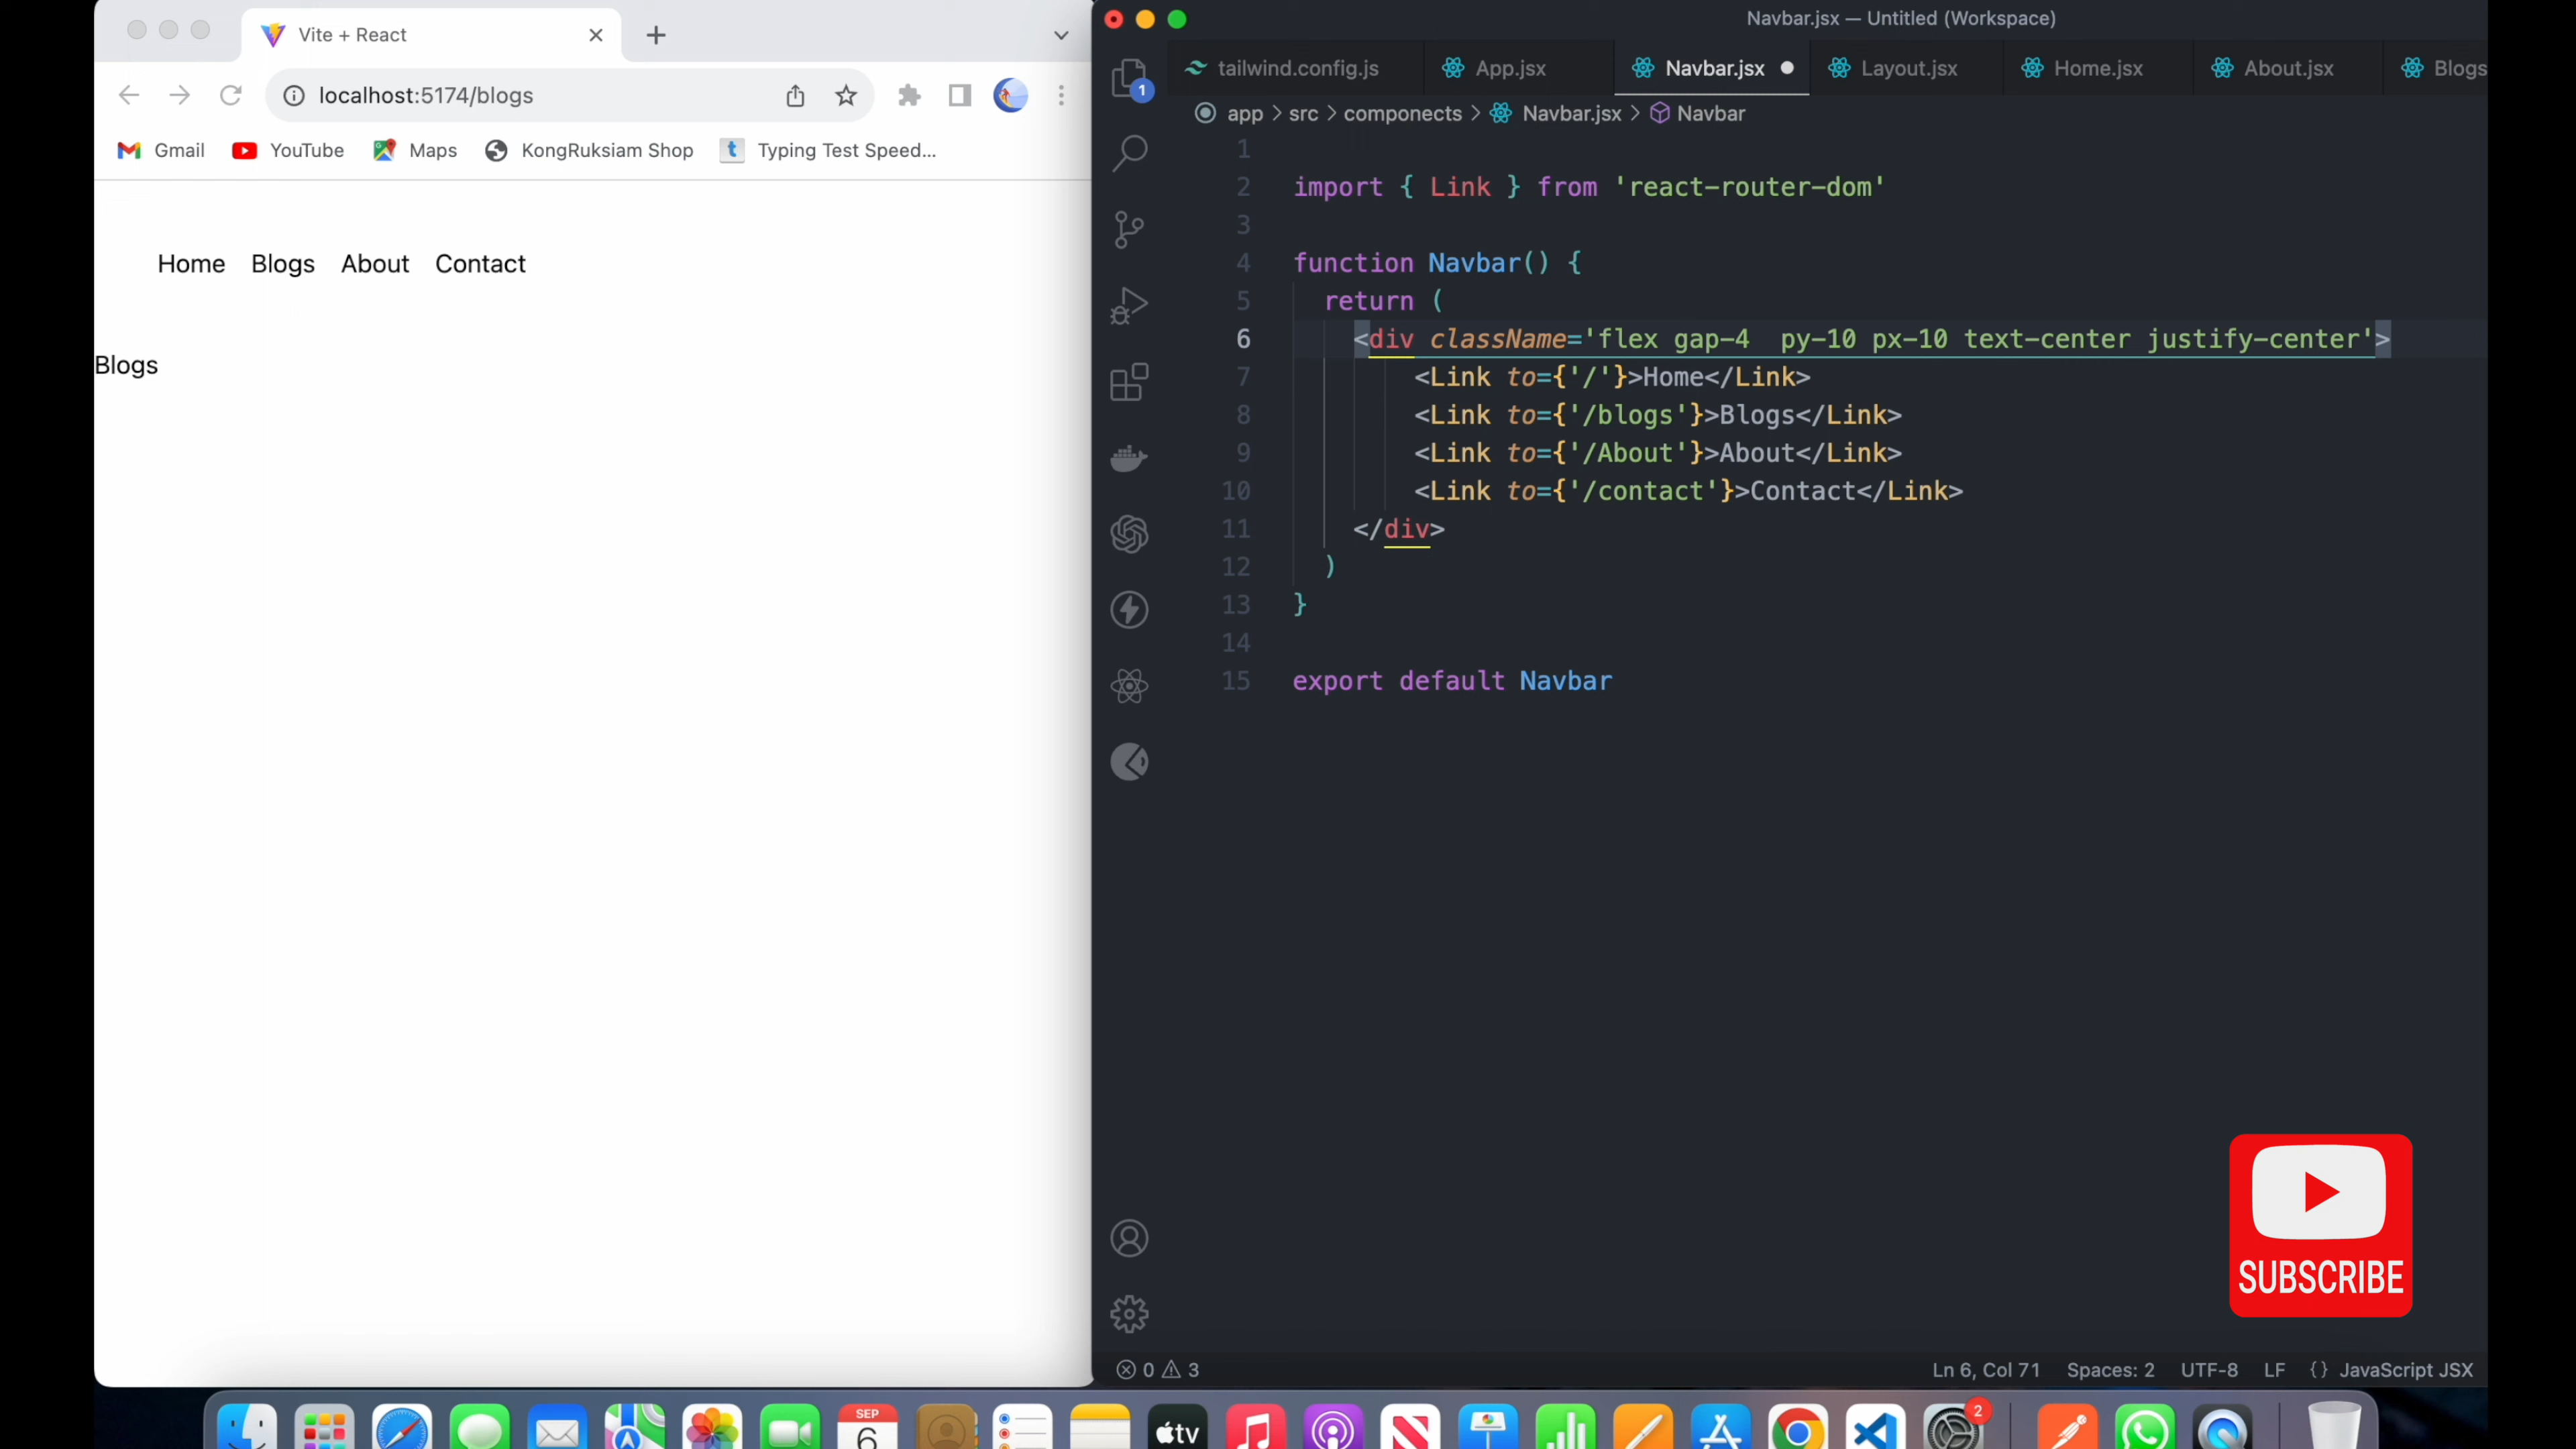 Vite + React
localhost:5174/blogs
Gmail YouTube Maps KongRuksiam Shop Typing Test Speed...
Home Blogs About Contact
Blogs
Navbar.jsx — Untitled (Workspace)
tailwind.config.js App.jsx Navbar.jsx Layout.jsx Home.jsx About.jsx Blogs
app > src > componects > Navbar.jsx > Navbar
1
1
2 import { Link } from 'react-router-dom'
3
4 function Navbar() {
5 return (
6 <div className='flex gap-4  py-10 px-10 text-center justify-center'>
7 <Link to={'/'}>Home</Link>
8 <Link to={'/blogs'}>Blogs</Link>
9 <Link to={'/About'}>About</Link>
10 <Link to={'/contact'}>Contact</Link>
11 </div>
12 )
13 }
14
15 export default Navbar
SUBSCRIBE
0 3 Ln 6, Col 71 Spaces: 2 UTF-8 LF {} JavaScript JSX
SEP
6
tv
2